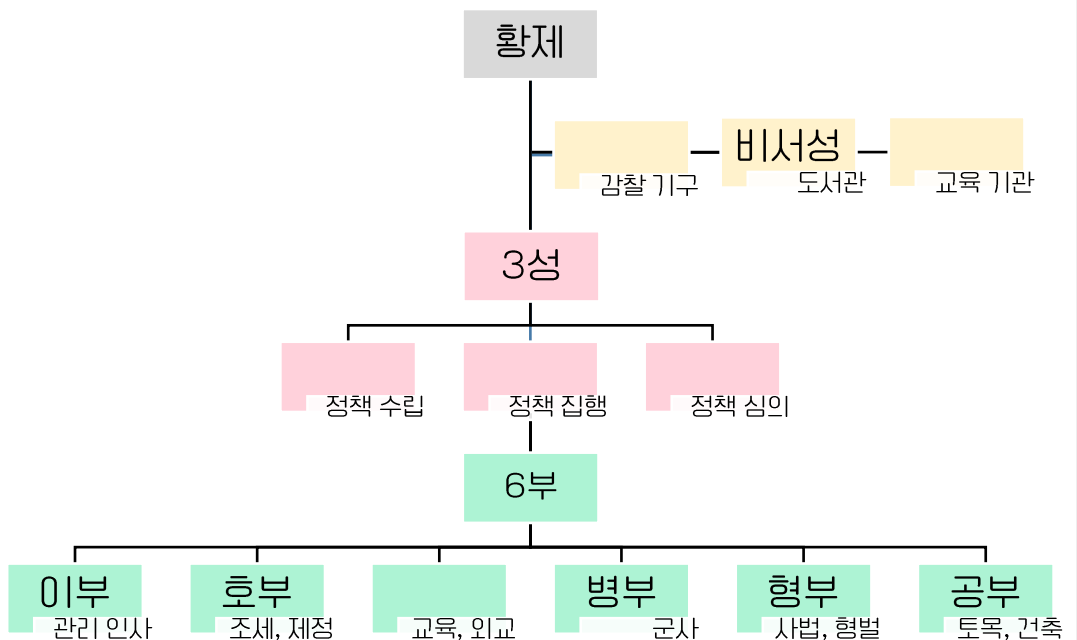 황제
비서성
감찰 기구
도서관
교육 기관
3성
정책 수립
정책 집행
정책 심의
6부
이부
호부
병부
형부
공부
관리 인사
조세, 제정
교육, 외교
군사
사법, 형벌
토목, 건축